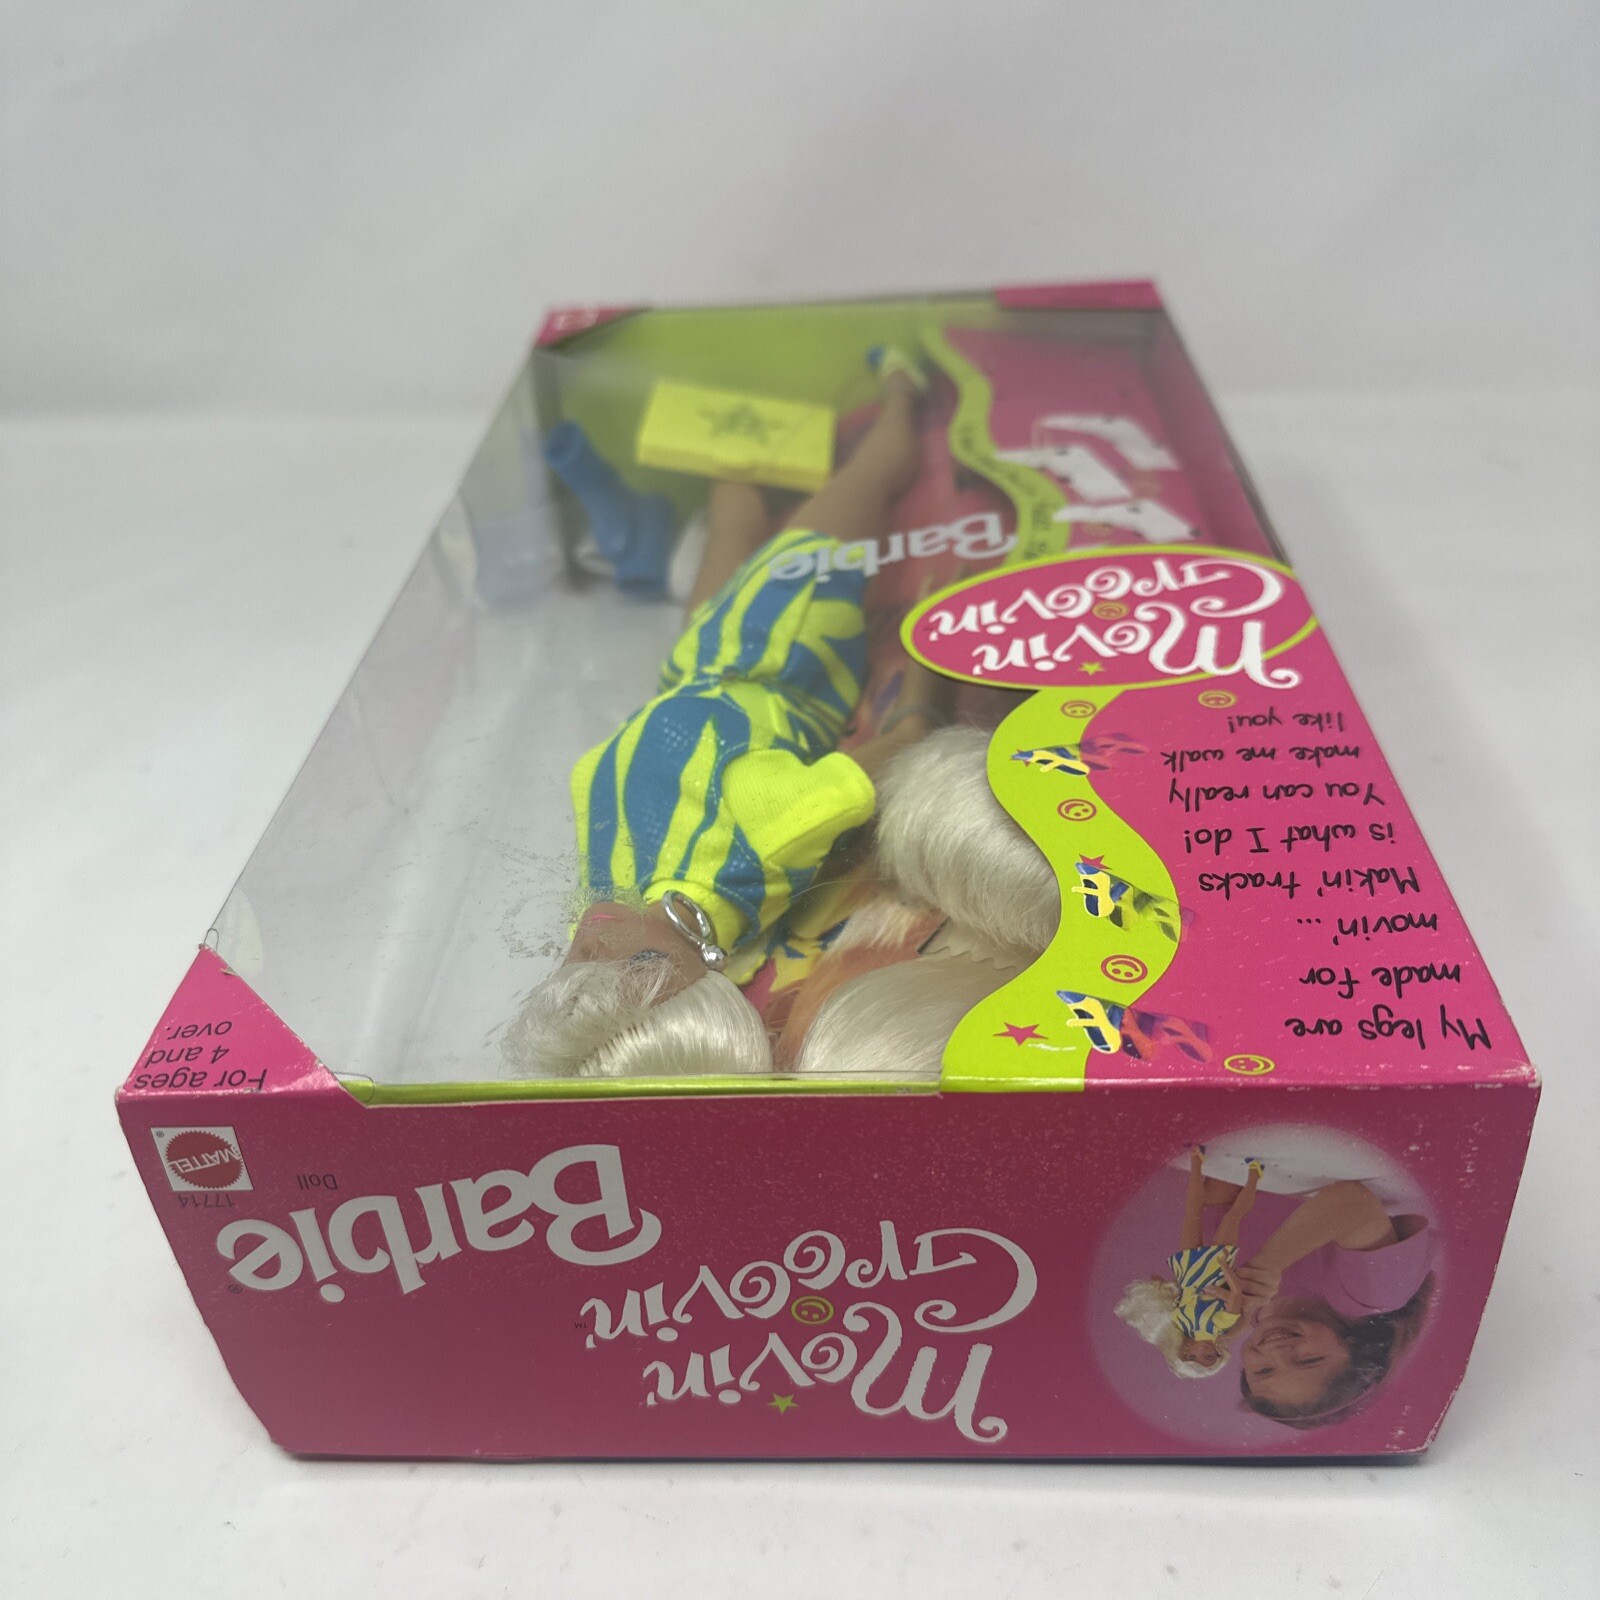 Barbie
Movin'
Groovin'
My legs are
made for
movin' ...
Makin' tracks
is what I do!
You can really
make me walk
like you!
For ages
4 and
over.
MATTEL
®
17714
Doll
Movin'
Groovin'™
Barbie®